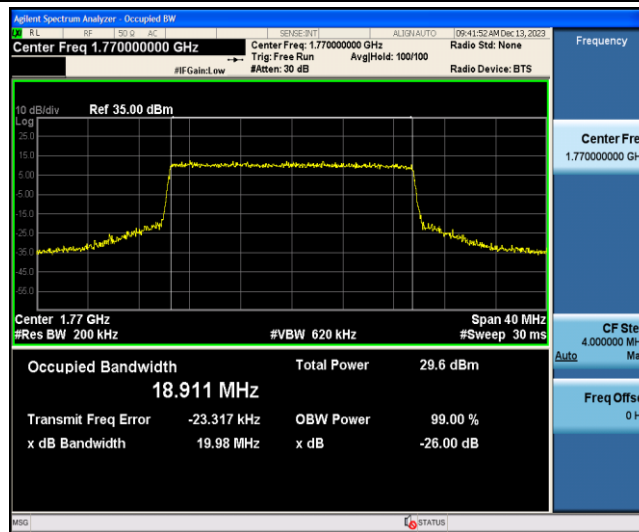 Agilent Spectrum Analyzer - Occupied BW
RL RF 50 Ω AC SENSE:INT ALIGNAUTO 09:41:52 AM Dec 13, 2023
Center Freq 1.770000000 GHz Center Freq: 1.770000000 GHz Radio Std: None
Trig: Free Run Avg|Hold: 100/100
#IFGain:Low #Atten: 30 dB Radio Device: BTS
10 dB/div Ref 35.00 dBm
Log
25.0
15.0
5.00
-5.00
-15.0
-25.0
-35.0
-45.0
-55.0
Center 1.77 GHz Span 40 MHz
#Res BW 200 kHz #VBW 620 kHz #Sweep 30 ms
Occupied Bandwidth Total Power 29.6 dBm
18.911 MHz
Transmit Freq Error -23.317 kHz OBW Power 99.00 %
x dB Bandwidth 19.98 MHz x dB -26.00 dB
MSG STATUS
Frequency
Center Fre
1.770000000 GH
CF Ste
4.000000 MH
Auto Ma
Freq Offs
0 H